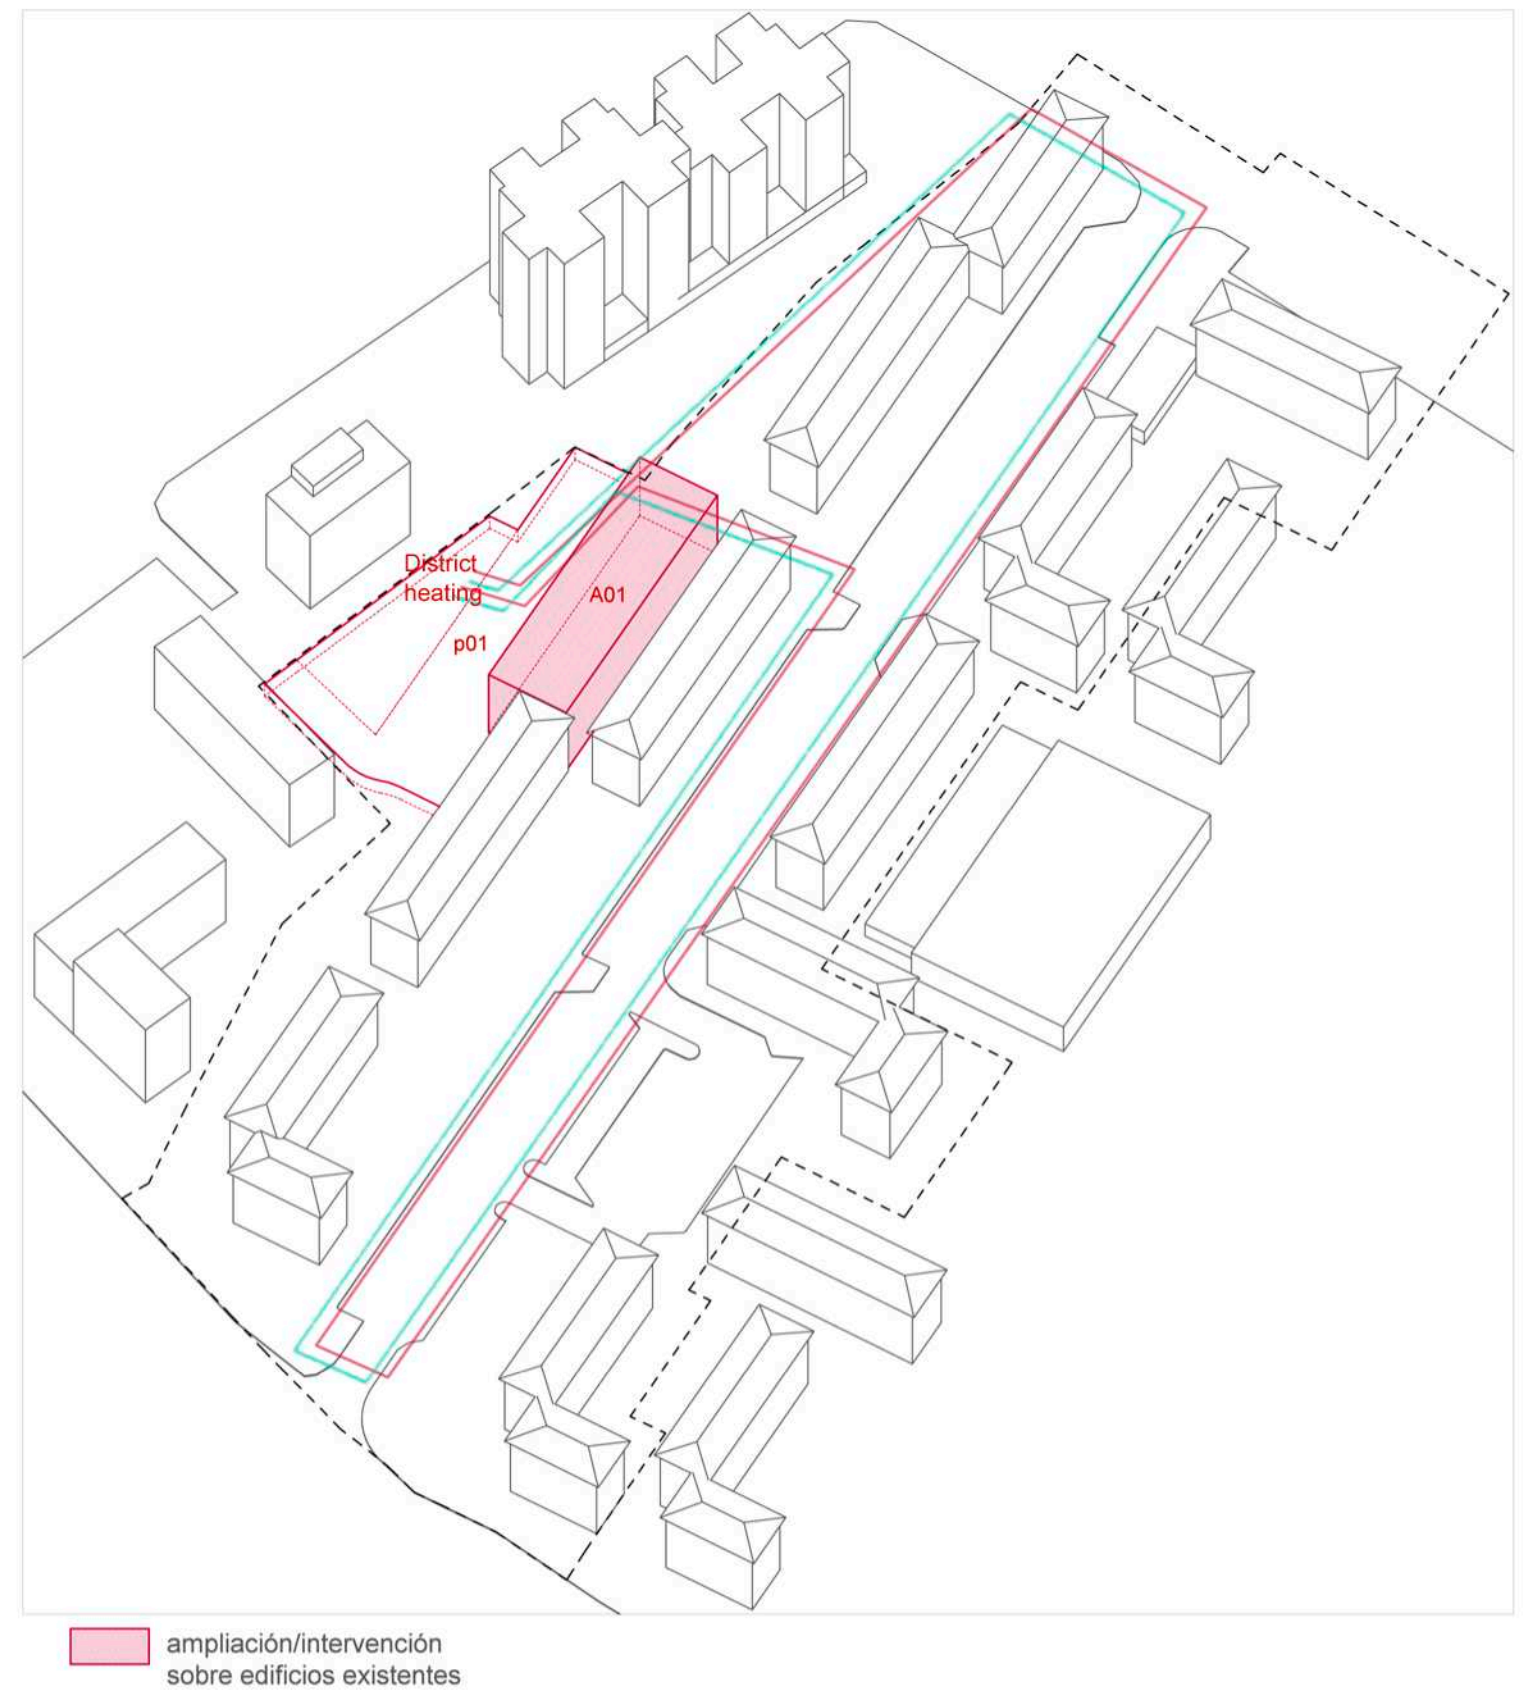 District
heating
A01
p01
ampliación/intervención
sobre edificios existentes